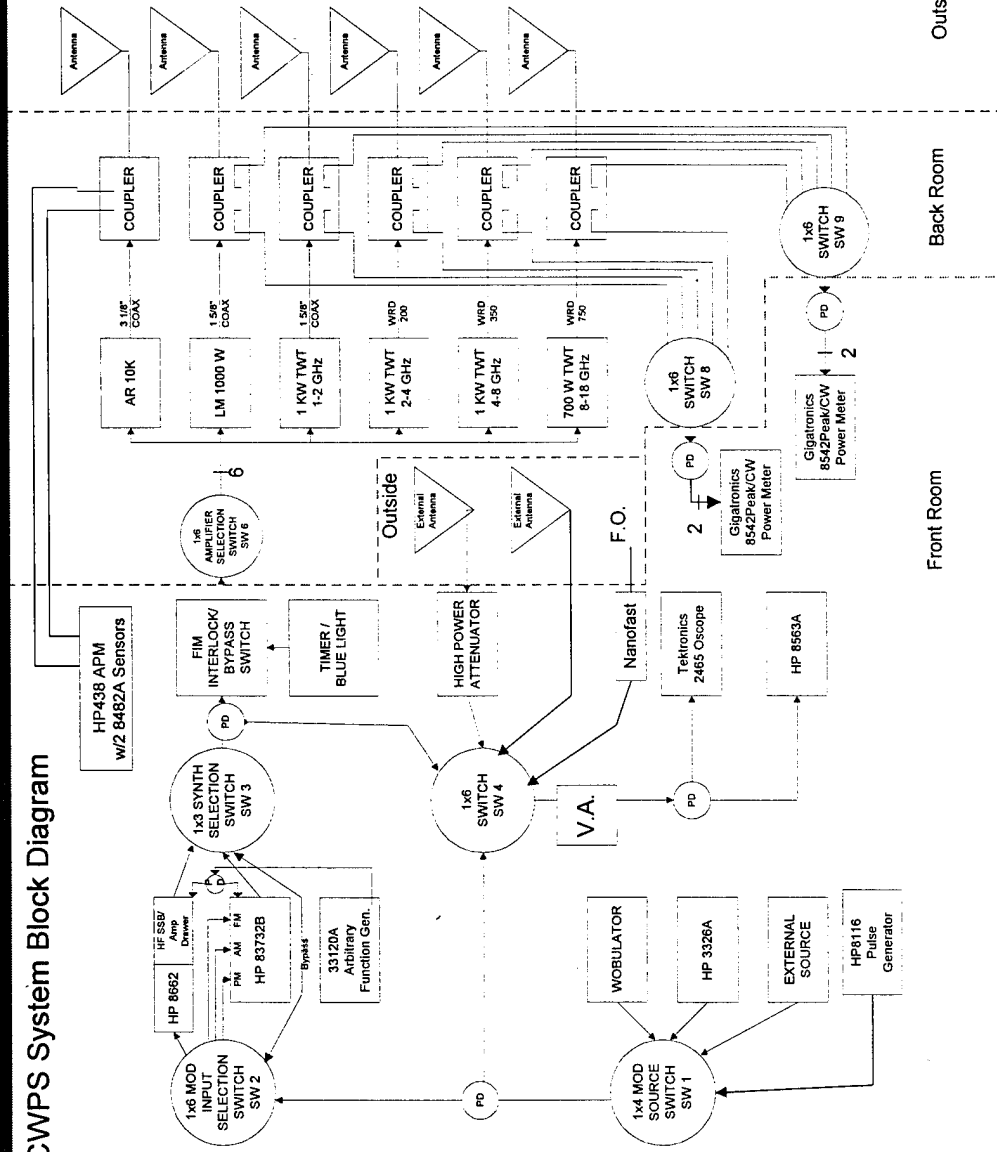 CWPS System Block Diagram
HP438 APM
w/2 8482A Sensors
Antenna
Antenna
Antenna
Antenna
Antenna
Antenna
Outs
COUPLER
COUPLER
COUPLER
COUPLER
COUPLER
COUPLER
3 1/8"
COAX
1 5/8"
COAX
1 5/8"
COAX
WRD
200
WRD
350
WRD
750
AR 10K
LM 1000 W
1 KW TWT
1-2 GHz
1 KW TWT
2-4 GHz
1 KW TWT
4-8 GHz
700 W TWT
8-18 GHz
6
1x6
AMPLIFIER
SELECTION
SWITCH
SW 6
FIM
INTERLOCK/
BYPASS
SWITCH
TIMER /
BLUE LIGHT
PD
1x3 SYNTH
SELECTION
SWITCH
SW 3
HP 8662
HF SSB/
Amp
Drawer
P
D
PM
AM
FM
HP 83732B
Bypass
33120A
Arbitrary
Function Gen.
1x6 MOD
INPUT
SELECTION
SWITCH
SW 2
PD
1x4 MOD
SOURCE
SWITCH
SW 1
WOBULATOR
HP 3326A
EXTERNAL
SOURCE
HP8116
Pulse
Generator
1x6
SWITCH
SW 4
V.A.
PD
HIGH POWER
ATTENUATOR
Nanofast
F.O.
Tektronics
2465 Oscope
HP 8563A
Outside
External
Antenna
External
Antenna
1x6
SWITCH
SW 8
PD
2
Gigatronics
8542Peak/CW
Power Meter
1x6
SWITCH
SW 9
PD
2
Gigatronics
8542Peak/CW
Power Meter
Back Room
Front Room